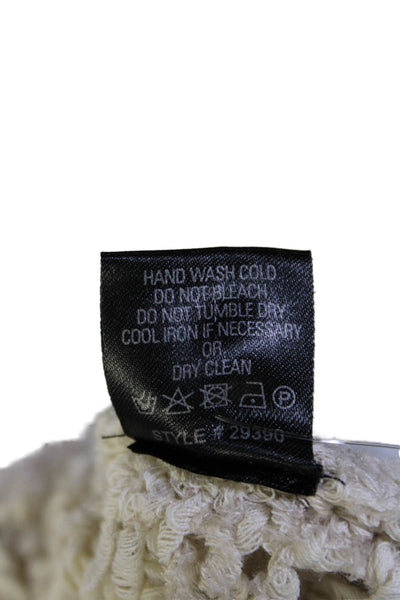 HAND WASH COLD
DO NOT BLEACH
DO NOT TUMBLE DRY
COOL IRON IF NECESSARY
OR
DRY CLEAN
P
STYLE # 29396